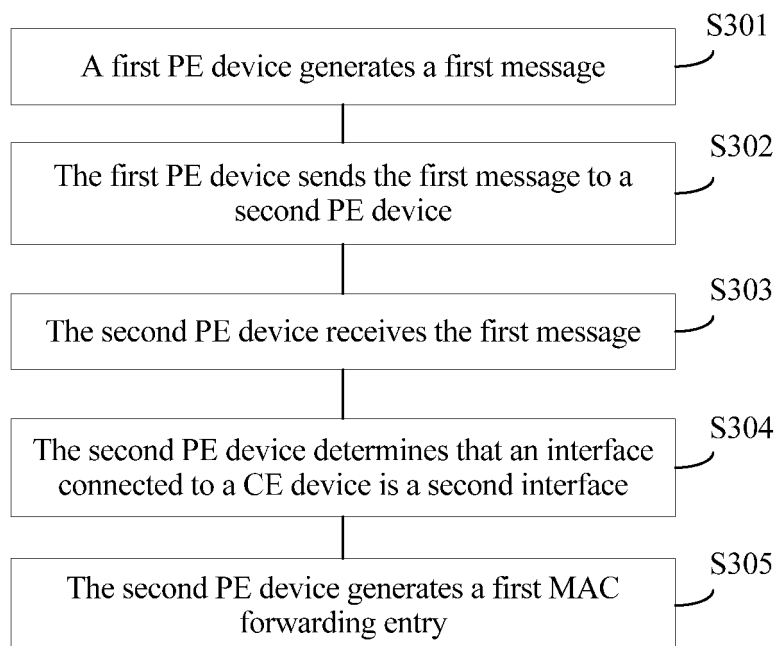 S301
A first PE device generates a first message
S302
The first PE device sends the first message to a
second PE device
S303
The second PE device receives the first message
S304
The second PE device determines that an interface
connected to a CE device is a second interface
S305
The second PE device generates a first MAC
forwarding entry